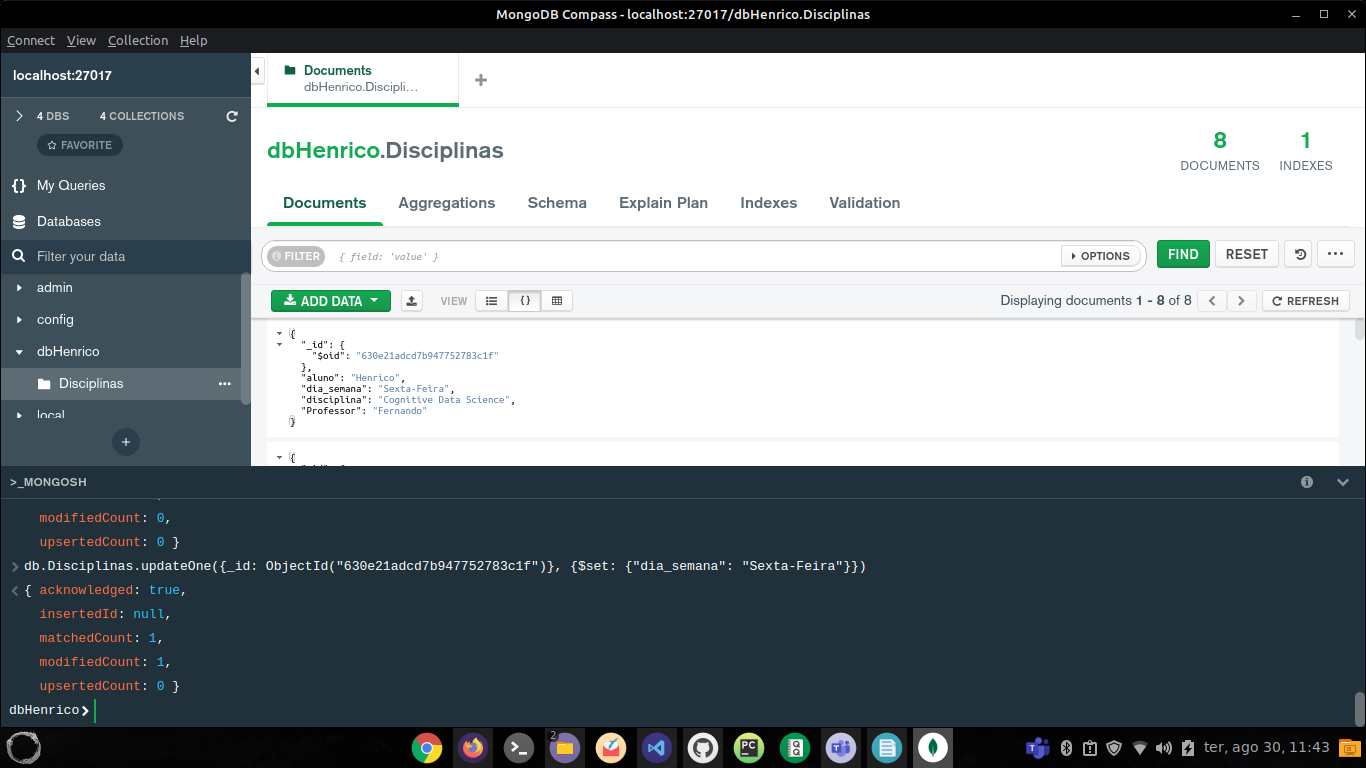 MongoDB Compass - localhost:27017/dbHenrico.Disciplinas
Connect View Collection Help
localhost:27017
4 DBS 4 COLLECTIONS
FAVORITE
{} My Queries
Databases
Filter your data
admin
config
dbHenrico
Disciplinas
local
Documents
dbHenrico.Discipli...
dbHenrico.Disciplinas
8
DOCUMENTS
1
INDEXES
Documents Aggregations Schema Explain Plan Indexes Validation
FILTER { field: 'value' } OPTIONS FIND RESET
ADD DATA VIEW {} Displaying documents 1 - 8 of 8 REFRESH
{
"_id": {
"$oid": "630e21adcd7b947752783c1f"
},
"aluno": "Henrico",
"dia_semana": "Sexta-Feira",
"disciplina": "Cognitive Data Science",
"Professor": "Fernando"
}
{
>_MONGOSH
modifiedCount: 0,
upsertedCount: 0 }
> db.Disciplinas.updateOne({_id: ObjectId("630e21adcd7b947752783c1f")}, {$set: {"dia_semana": "Sexta-Feira"}})
< { acknowledged: true,
insertedId: null,
matchedCount: 1,
modifiedCount: 1,
upsertedCount: 0 }
dbHenrico>
2
PC
ter, ago 30, 11:43